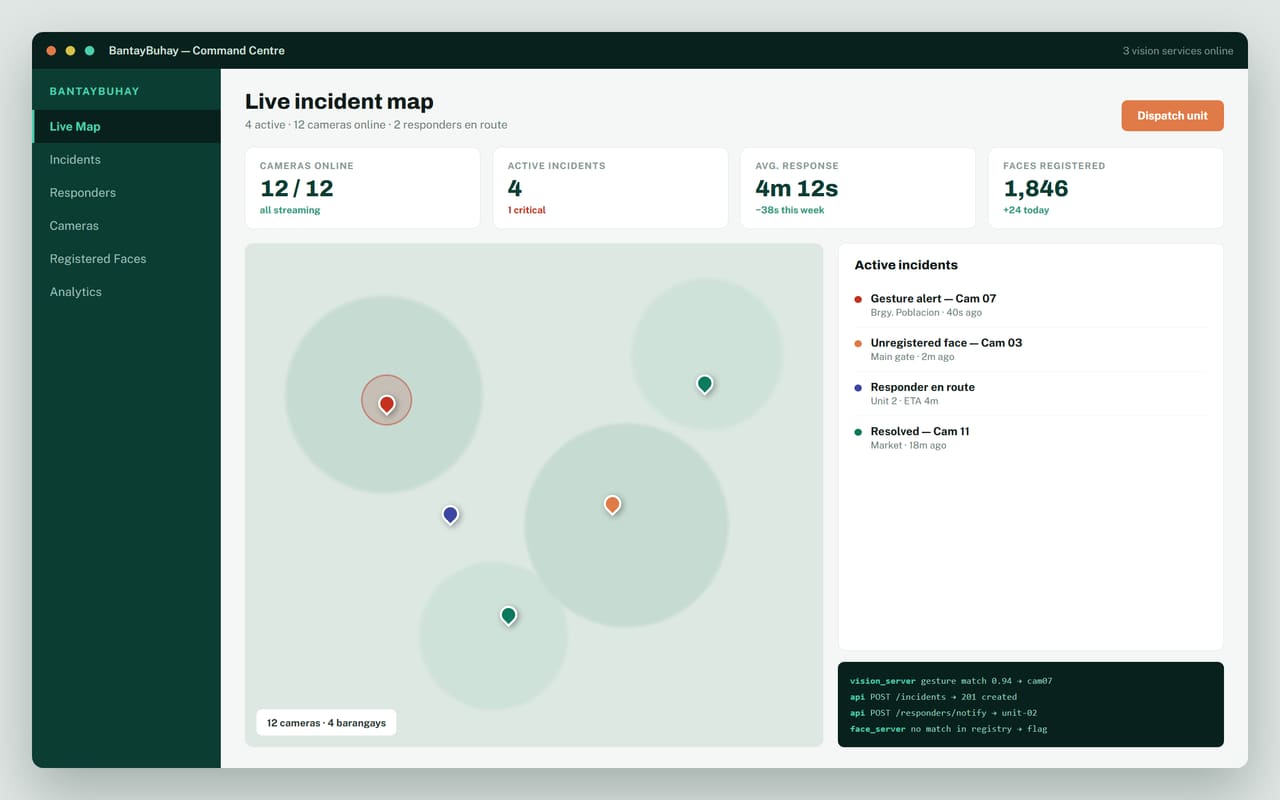 BantayBuhay — Command Centre
3 vision services online
BANTAYBUHAY
Live Map
Incidents
Responders
Cameras
Registered Faces
Analytics
Live incident map
4 active · 12 cameras online · 2 responders en route
Dispatch unit
CAMERAS ONLINE
12 / 12
all streaming
ACTIVE INCIDENTS
4
1 critical
AVG. RESPONSE
4m 12s
−38s this week
FACES REGISTERED
1,846
+24 today
12 cameras · 4 barangays
Active incidents
Gesture alert — Cam 07
Brgy. Poblacion · 40s ago
Unregistered face — Cam 03
Main gate · 2m ago
Responder en route
Unit 2 · ETA 4m
Resolved — Cam 11
Market · 18m ago
vision_server gesture match 0.94 → cam07
api POST /incidents → 201 created
api POST /responders/notify → unit-02
face_server no match in registry → flag